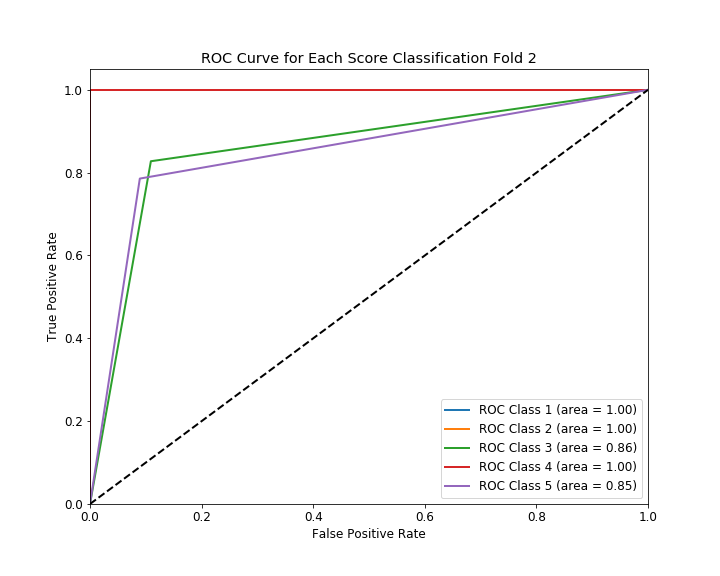 ROC Curve for Each Score Classification Fold 2
True Positive Rate
1.0
0.8
0.6
0.4
0.2
0.0
ROC Class 1 (area = 1.00)
ROC Class 2 (area = 1.00)
ROC Class 3 (area = 0.86)
ROC Class 4 (area = 1.00)
ROC Class 5 (area = 0.85)
0.0 0.2 0.4 0.6 0.8 1.0
False Positive Rate